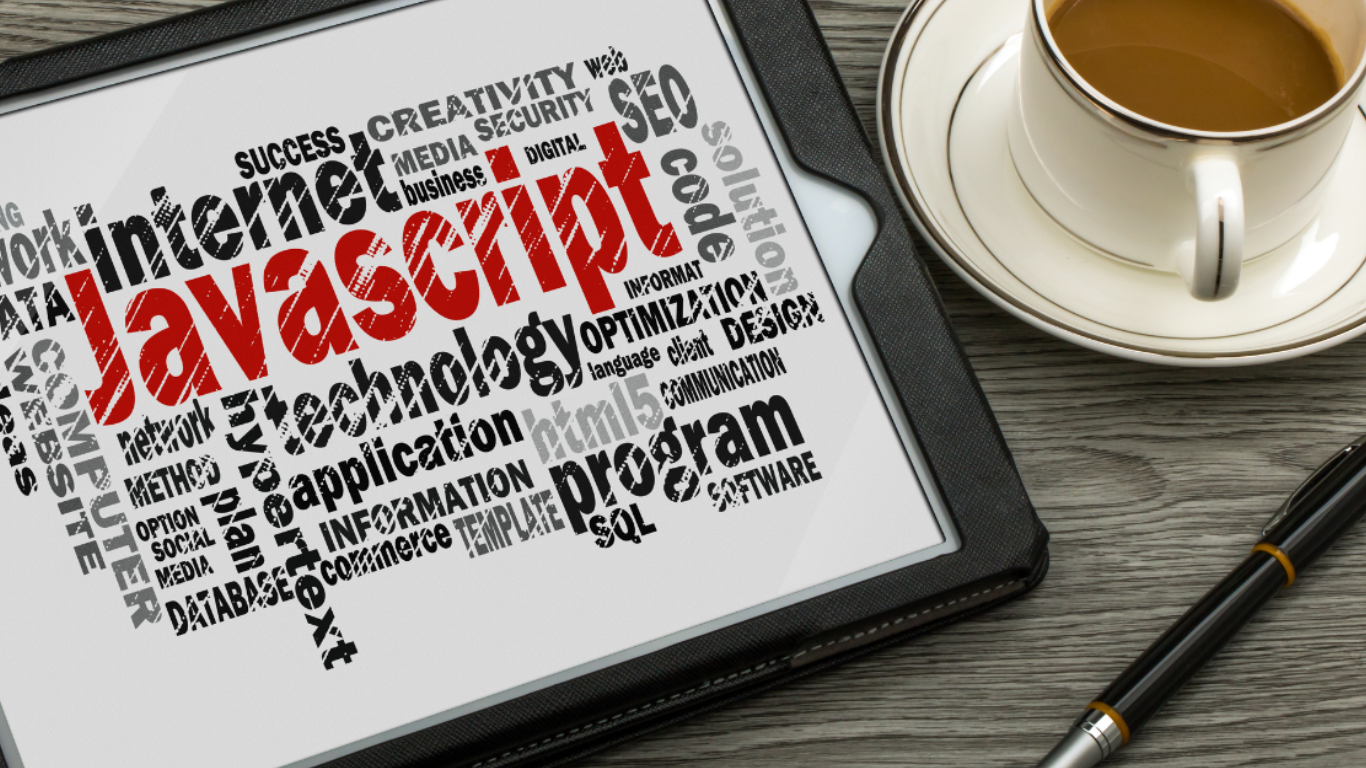 web
CREATIVITY
SEO
SECURITY
SUCCESS
MEDIA
DIGITAL
solution
internet
business
code
work
Javascript
DATA
INFORMAT
OPTIMIZATION
DESIGN
technology
language
client
COMPUTER
WEBSITE
COMMUNICATION
html5
network
hypertext
application
program
METHOD
plan
INFORMATION
SOFTWARE
OPTION
TEMPLATE
SQL
SOCIAL
MEDIA
commerce
DATABASE